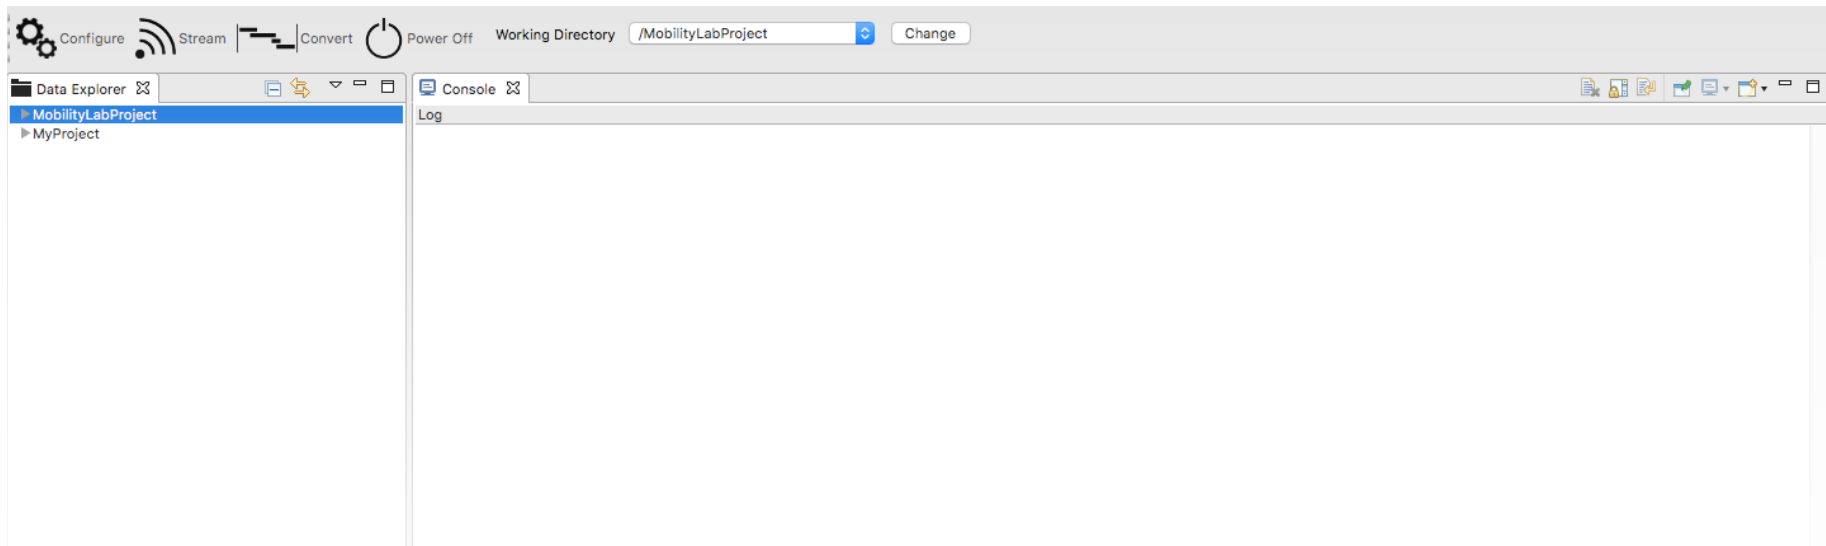 Configure Stream Convert Power Off Working Directory /MobilityLabProject Change
Data Explorer Console
MobilityLabProject Log
MyProject